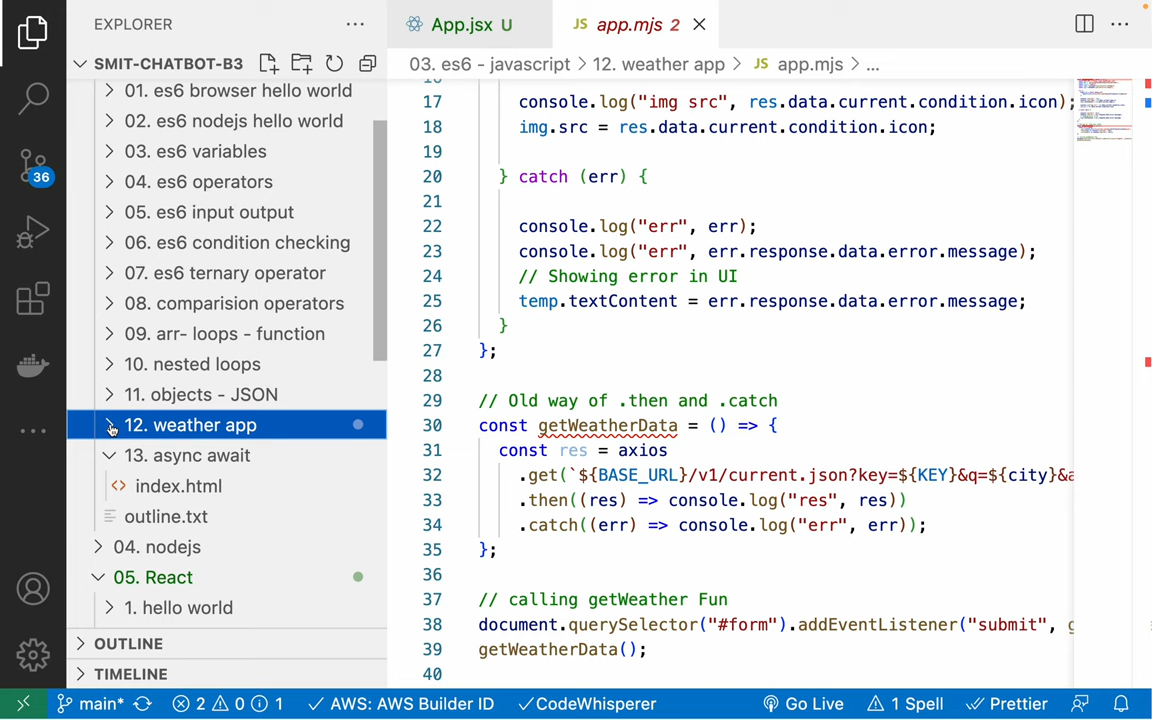 EXPLORER
SMIT-CHATBOT-B3
01. es6 browser hello world
02. es6 nodejs hello world
03. es6 variables
04. es6 operators
05. es6 input output
06. es6 condition checking
07. es6 ternary operator
08. comparision operators
09. arr- loops - function
10. nested loops
11. objects - JSON
12. weather app
13. async await
<> index.html
outline.txt
04. nodejs
05. React
1. hello world
OUTLINE
TIMELINE
36
App.jsx U
JS app.mjs 2
03. es6 - javascript > 12. weather app > JS app.mjs > ...
17 console.log("img src", res.data.current.condition.icon);
18 img.src = res.data.current.condition.icon;
19
20 } catch (err) {
21
22 console.log("err", err);
23 console.log("err", err.response.data.error.message);
24 // Showing error in UI
25 temp.textContent = err.response.data.error.message;
26 }
27 };
28
29 // Old way of .then and .catch
30 const getWeatherData = () => {
31 const res = axios
32 .get(`${BASE_URL}/v1/current.json?key=${KEY}&q=${city}&a
33 .then((res) => console.log("res", res))
34 .catch((err) => console.log("err", err));
35 };
36
37 // calling getWeather Fun
38 document.querySelector("#form").addEventListener("submit", g
39 getWeatherData();
40
main* 2 0 1 AWS: AWS Builder ID CodeWhisperer Go Live 1 Spell Prettier